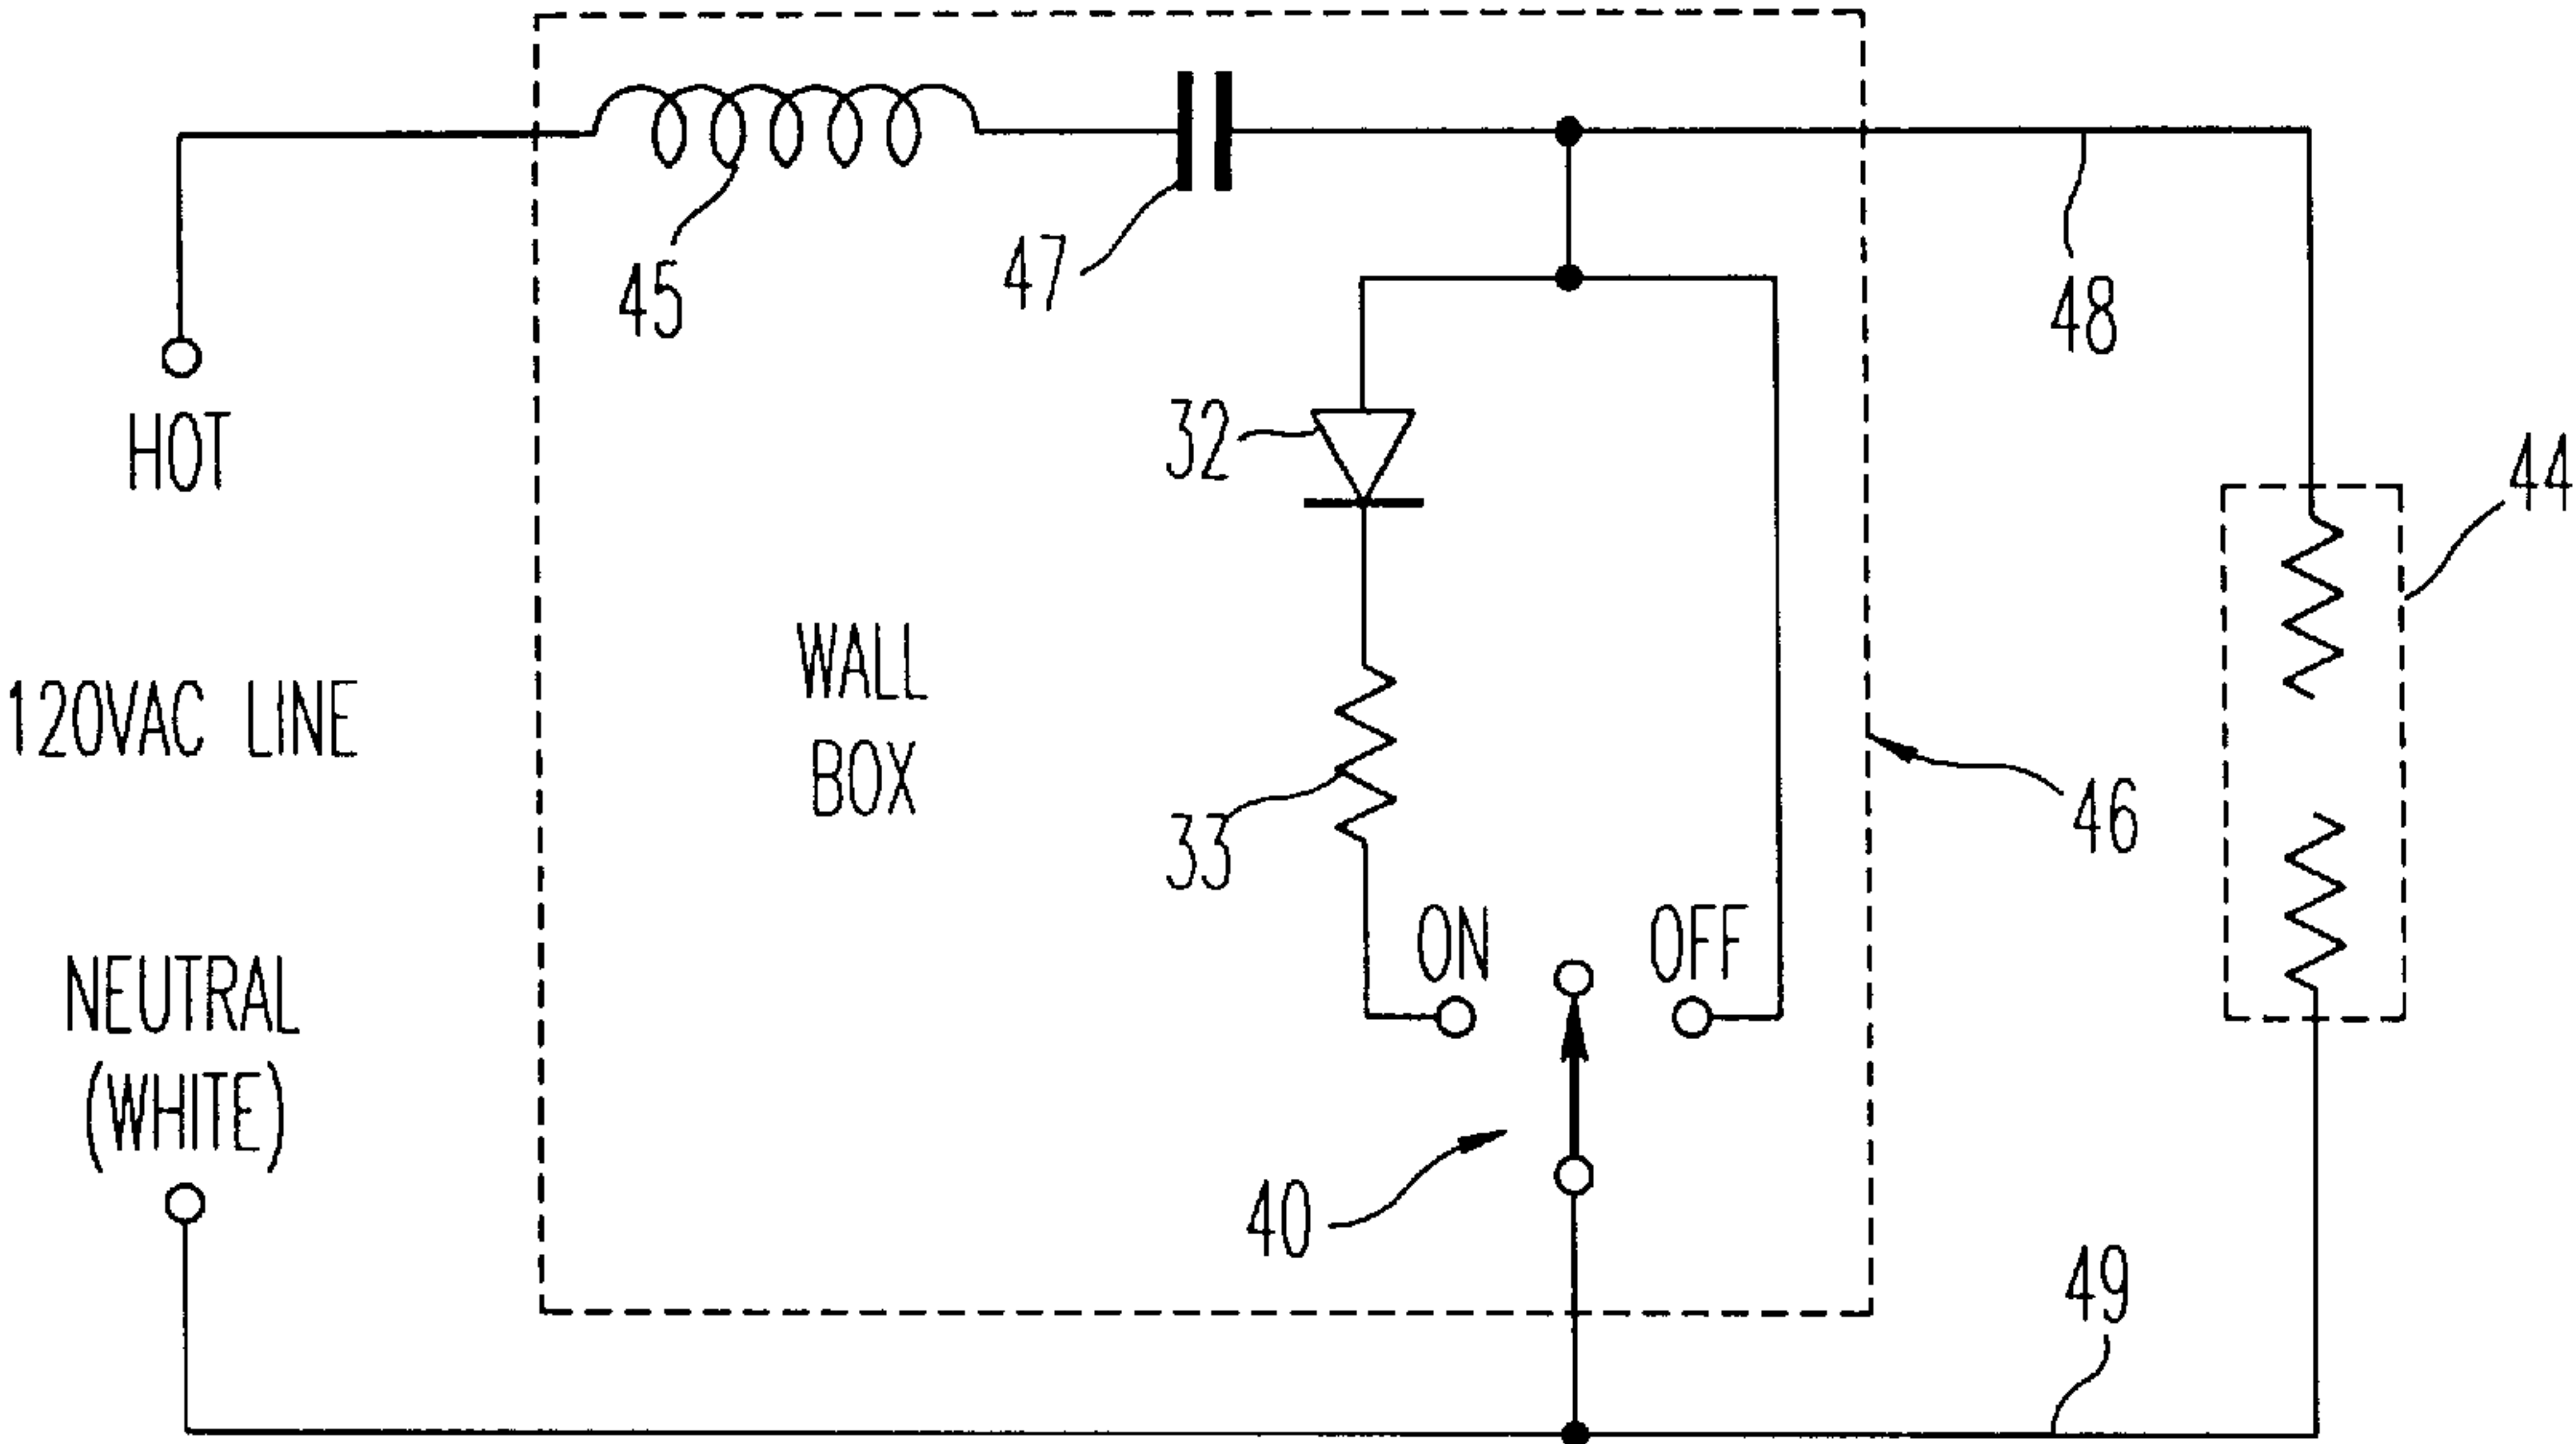 45
47
48
HOT
32
44
WALL
BOX
120VAC LINE
33
46
ON
OFF
NEUTRAL
(WHITE)
40
49